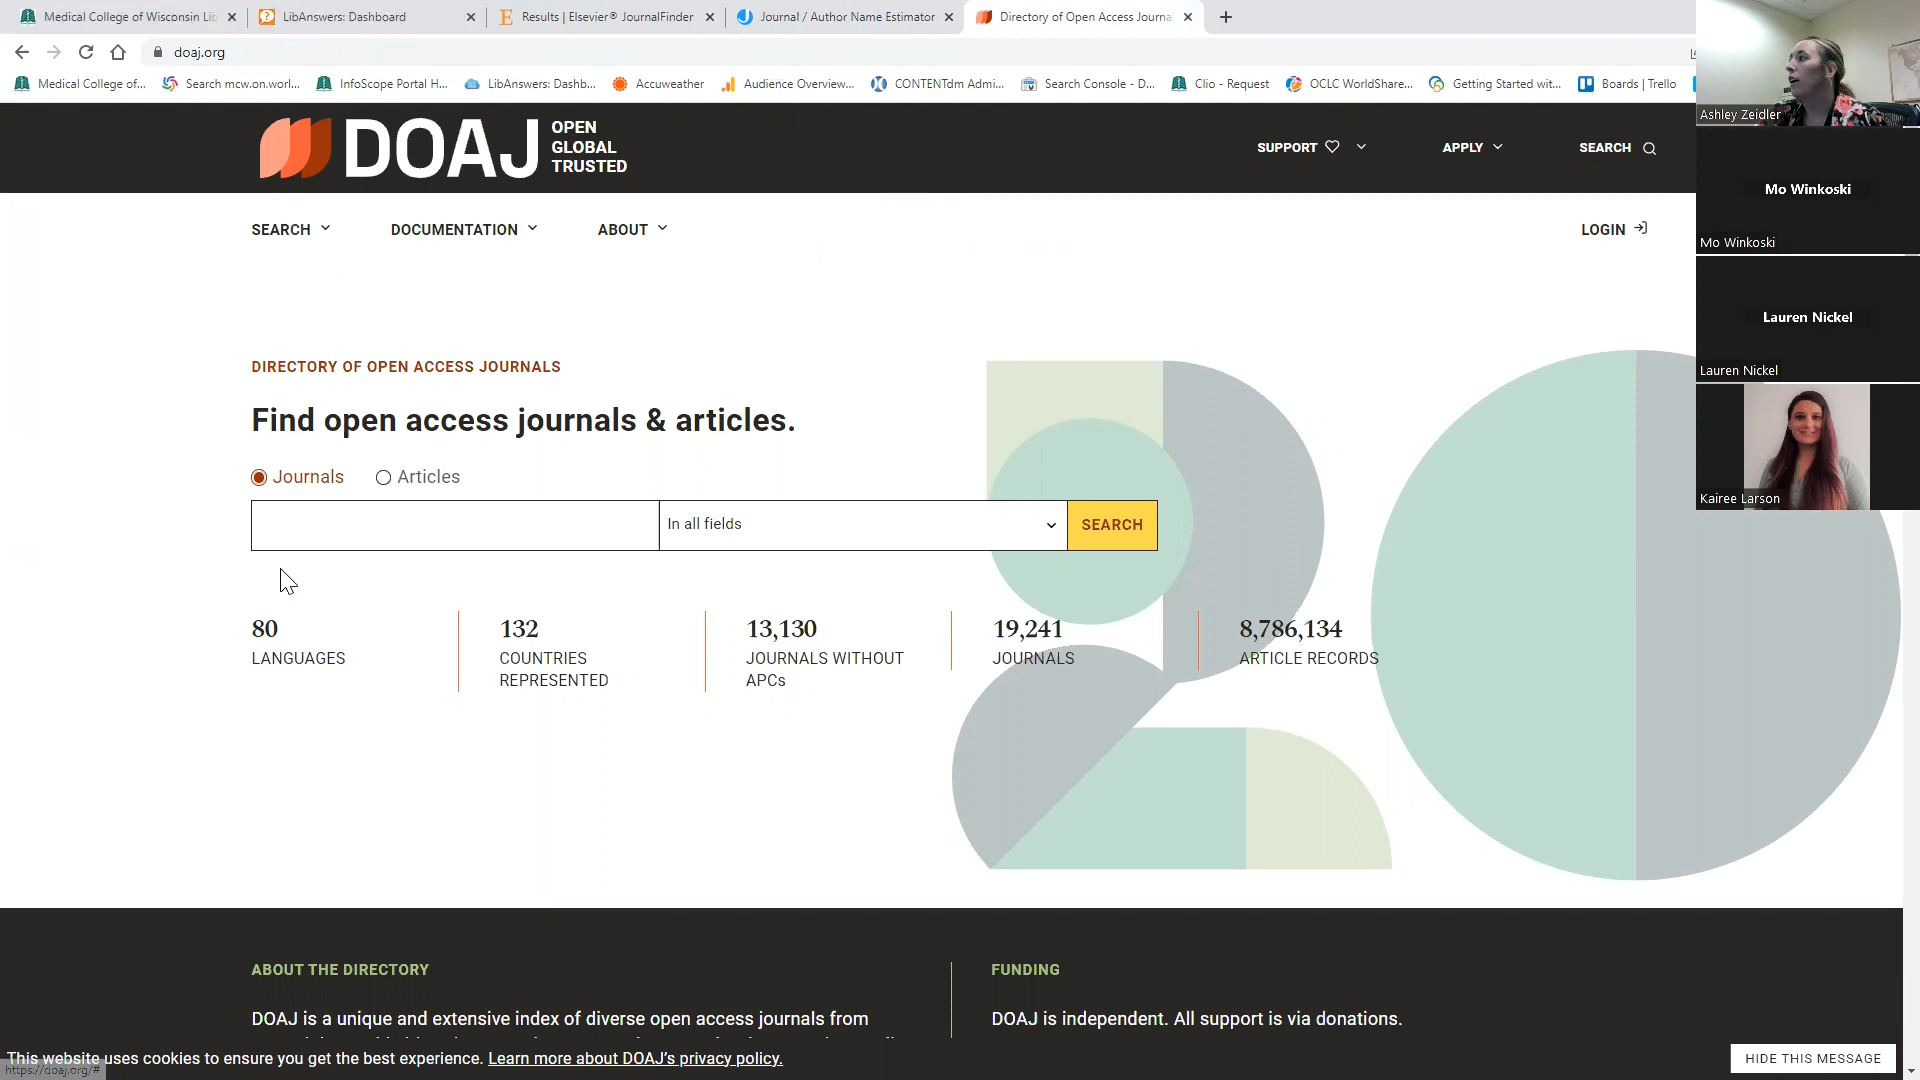 Medical College of Wisconsin Lib
LibAnswers: Dashboard
Results | Elsevier® JournalFinder
Journal / Author Name Estimator
Directory of Open Access Journa
doaj.org
Medical College of...
Search mcw.on.worl...
InfoScope Portal H...
LibAnswers: Dashb...
Accuweather
Audience Overview...
CONTENTdm Admi...
Search Console - D...
Clio - Request
OCLC WorldShare...
Getting Started wit...
Boards | Trello
DOAJ
OPEN
GLOBAL
TRUSTED
SUPPORT
APPLY
SEARCH
SEARCH
DOCUMENTATION
ABOUT
LOGIN
DIRECTORY OF OPEN ACCESS JOURNALS
Find open access journals & articles.
Journals
Articles
In all fields
SEARCH
80
LANGUAGES
132
COUNTRIES
REPRESENTED
13,130
JOURNALS WITHOUT
APCs
19,241
JOURNALS
8,786,134
ARTICLE RECORDS
ABOUT THE DIRECTORY
DOAJ is a unique and extensive index of diverse open access journals from
FUNDING
DOAJ is independent. All support is via donations.
This website uses cookies to ensure you get the best experience. Learn more about DOAJ's privacy policy.
HIDE THIS MESSAGE
https://doaj.org/#
Ashley Zeidler
Mo Winkoski
Mo Winkoski
Lauren Nickel
Lauren Nickel
Kairee Larson